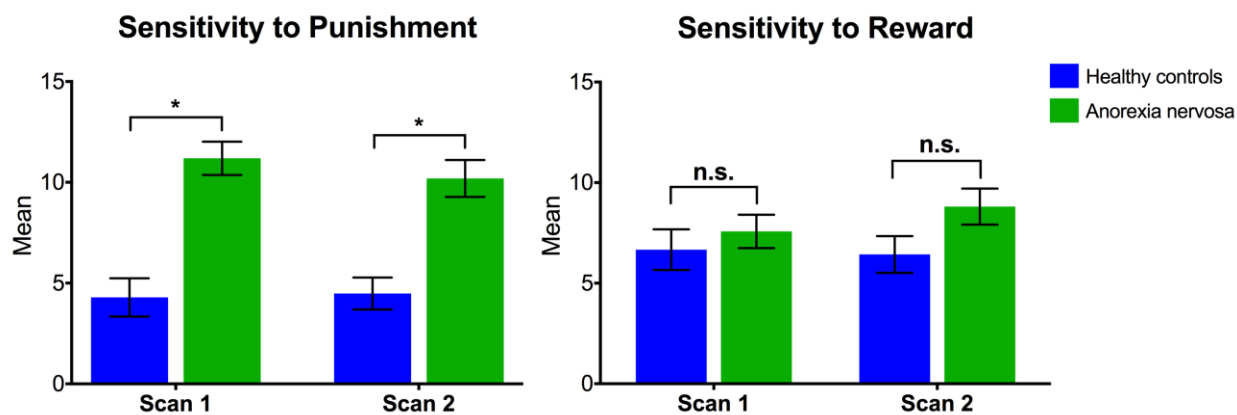 Sensitivity to Punishment
15
10
5
0
Mean
*
*
Scan 1
Scan 2
Sensitivity to Reward
15
10
5
0
Mean
n.s.
n.s.
Scan 1
Scan 2
Healthy controls
Anorexia nervosa